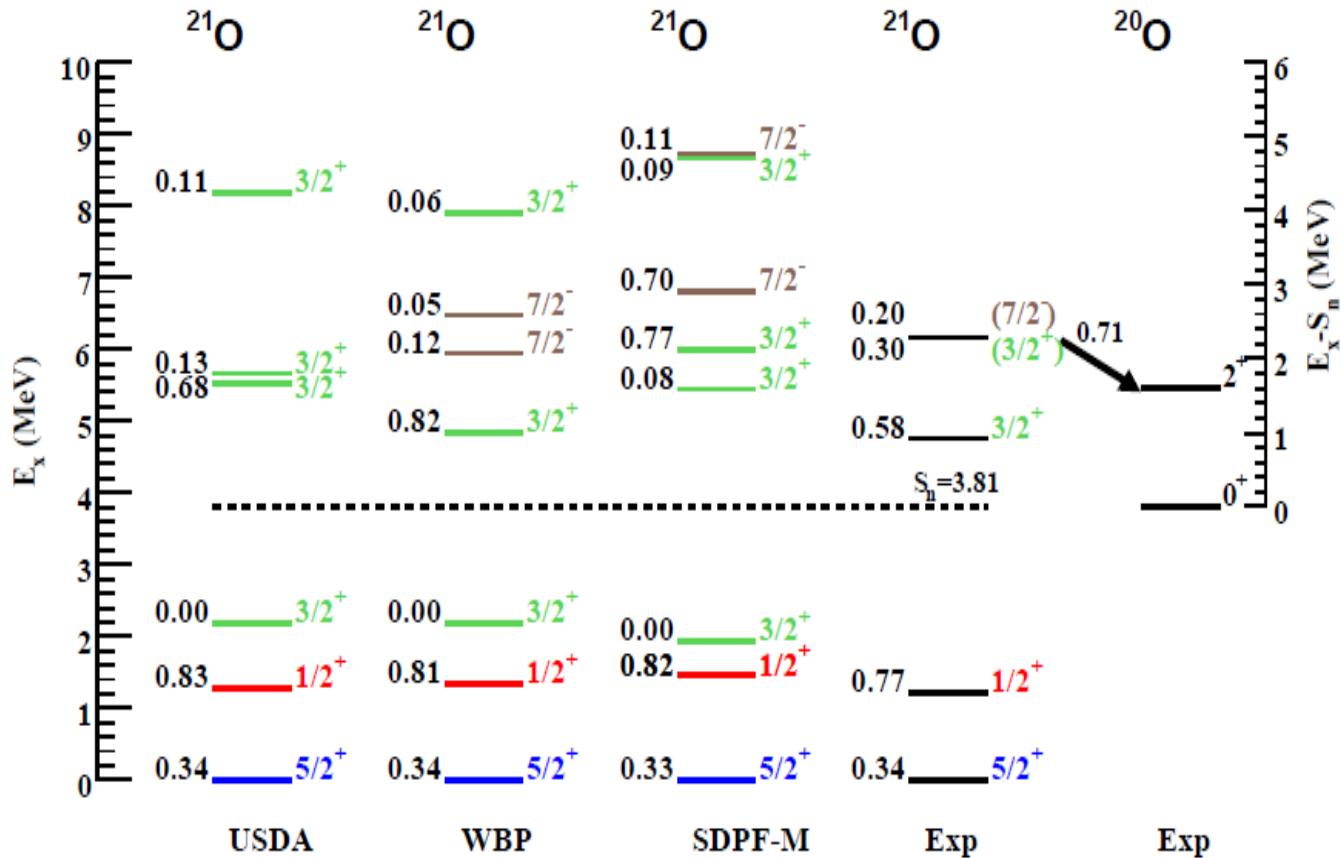 ²¹O ²¹O ²¹O ²¹O ²⁰O
10 6
9 0.11 7/2⁻ 5
0.09 3/2⁺
0.11 3/2⁺
8 0.06 3/2⁺ 4
7 0.70 7/2⁻ 3
0.05 7/2⁻ 0.20 (7/2⁻)
6 0.12 7/2⁻ 0.77 3/2⁺ 0.30 (3/2⁺) 0.71 2
0.13 3/2⁺
0.68 3/2⁺ 0.08 3/2⁺ 2⁺
5 0.82 3/2⁺ 0.58 3/2⁺ 1
Sₙ=3.81
4 0⁺ 0
3
0.00 3/2⁺ 0.00 3/2⁺ 0.00 3/2⁺
2
0.83 1/2⁺ 0.81 1/2⁺ 0.82 1/2⁺ 0.77 1/2⁺
1
0.34 5/2⁺ 0.34 5/2⁺ 0.33 5/2⁺ 0.34 5/2⁺
0
USDA WBP SDPF-M Exp Exp
Eₓ (MeV)
Eₓ-Sₙ (MeV)